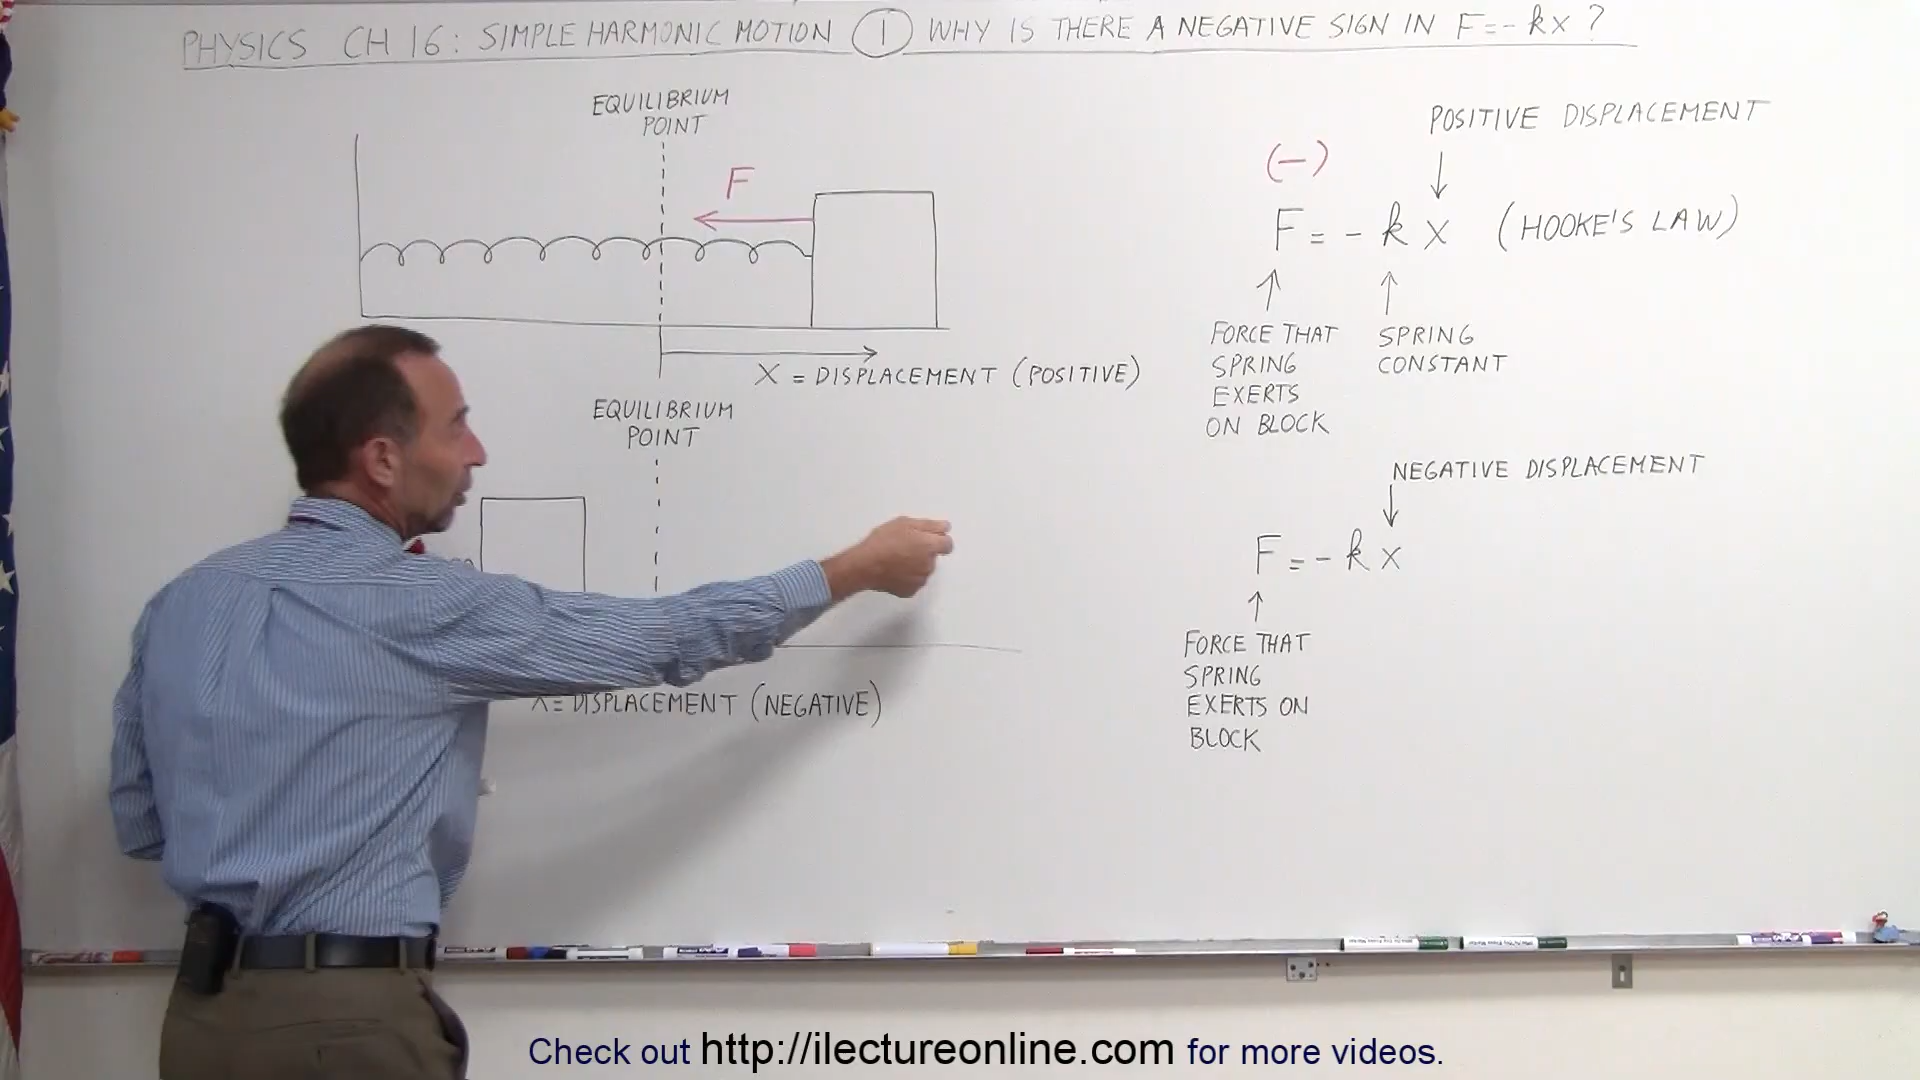 PHYSICS CH 16: SIMPLE HARMONIC MOTION 1 WHY IS THERE A NEGATIVE SIGN IN F=-kx?
EQUILIBRIUM
POINT
F
X = DISPLACEMENT (POSITIVE)
POSITIVE DISPLACEMENT
(-)
F = - k x (HOOKE'S LAW)
FORCE THAT
SPRING
EXERTS
ON BLOCK
SPRING
CONSTANT
EQUILIBRIUM
POINT
X = DISPLACEMENT (NEGATIVE)
NEGATIVE DISPLACEMENT
F = - k x
FORCE THAT
SPRING
EXERTS ON
BLOCK
Check out http://ilectureonline.com for more videos.